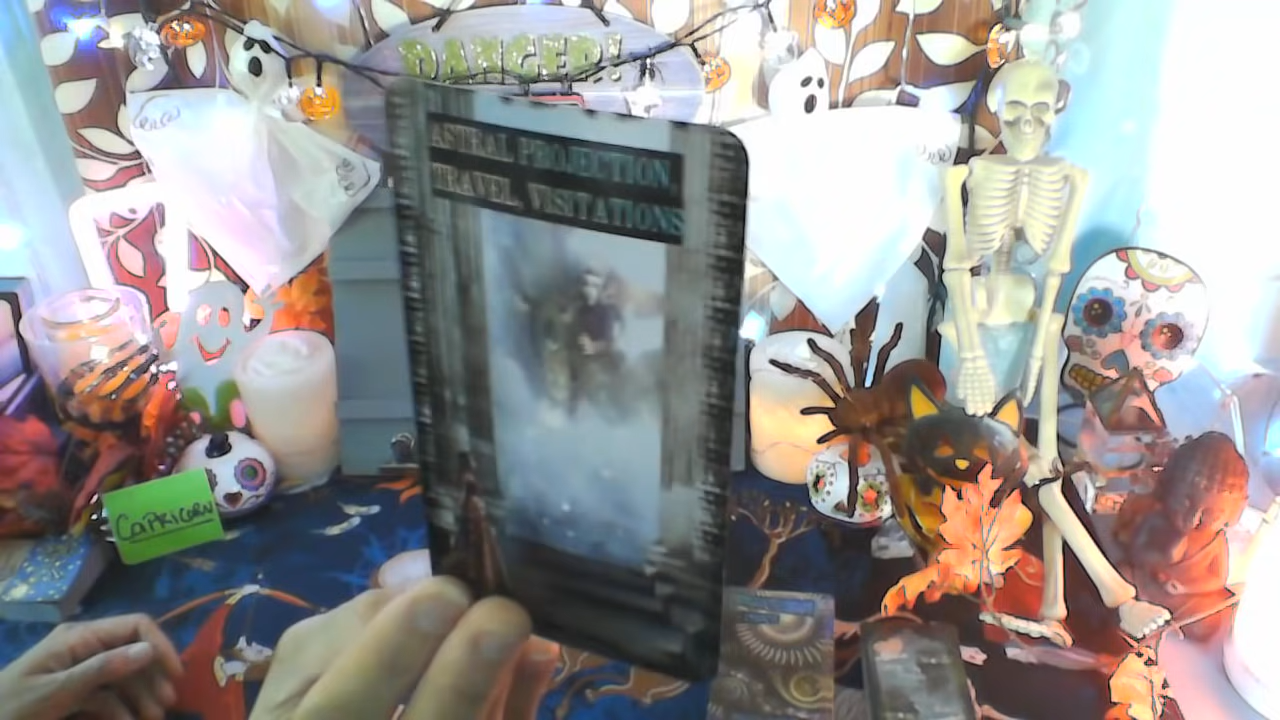 DANGER!
ASTRAL PROJECTION,
TRAVEL, VISITATIONS
CAPRICORN